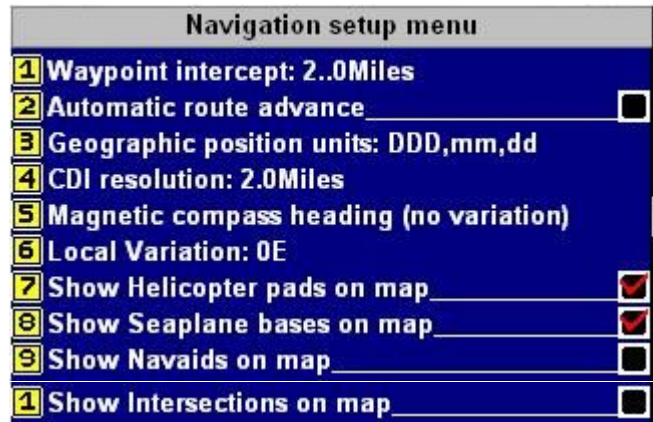 Navigation setup menu
1 Waypoint intercept: 2..0Miles
2 Automatic route advance
3 Geographic position units: DDD,mm,dd
4 CDI resolution: 2.0Miles
5 Magnetic compass heading (no variation)
6 Local Variation: 0E
7 Show Helicopter pads on map
8 Show Seaplane bases on map
9 Show Navaids on map
1 Show Intersections on map